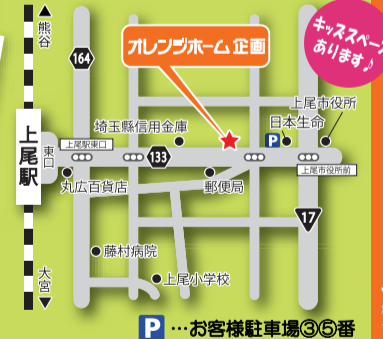 ▲熊谷
164
オレンジホーム企画
キッズスペース
あります♪
上尾市役所
埼玉縣信用金庫
日本生命
P
上尾駅
東口
上尾駅東口
133
上尾市役所前
丸広百貨店
郵便局
17
藤村病院
上尾小学校
大宮▼
P …お客様駐車場③⑤番